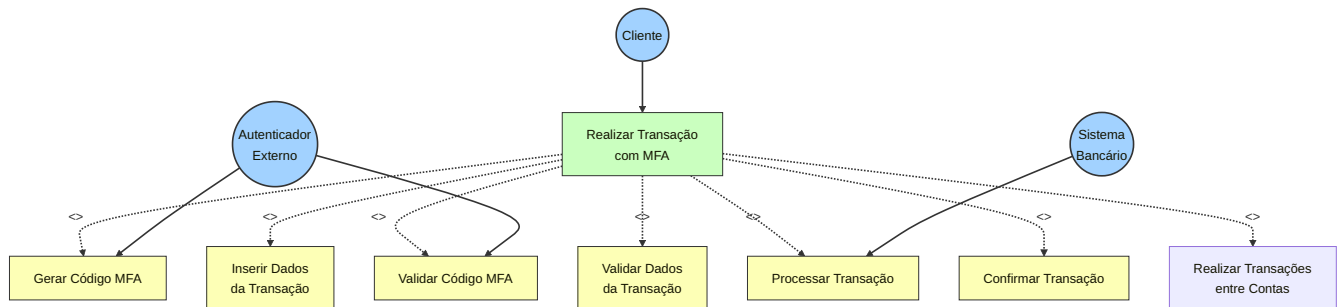 Cliente
Autenticador
Externo
Realizar Transação
com MFA
Sistema
Bancário
<>
<>
<>
<>
<>
<>
<>
Gerar Código MFA
Inserir Dados
da Transação
Validar Código MFA
Validar Dados
da Transação
Processar Transação
Confirmar Transação
Realizar Transações
entre Contas